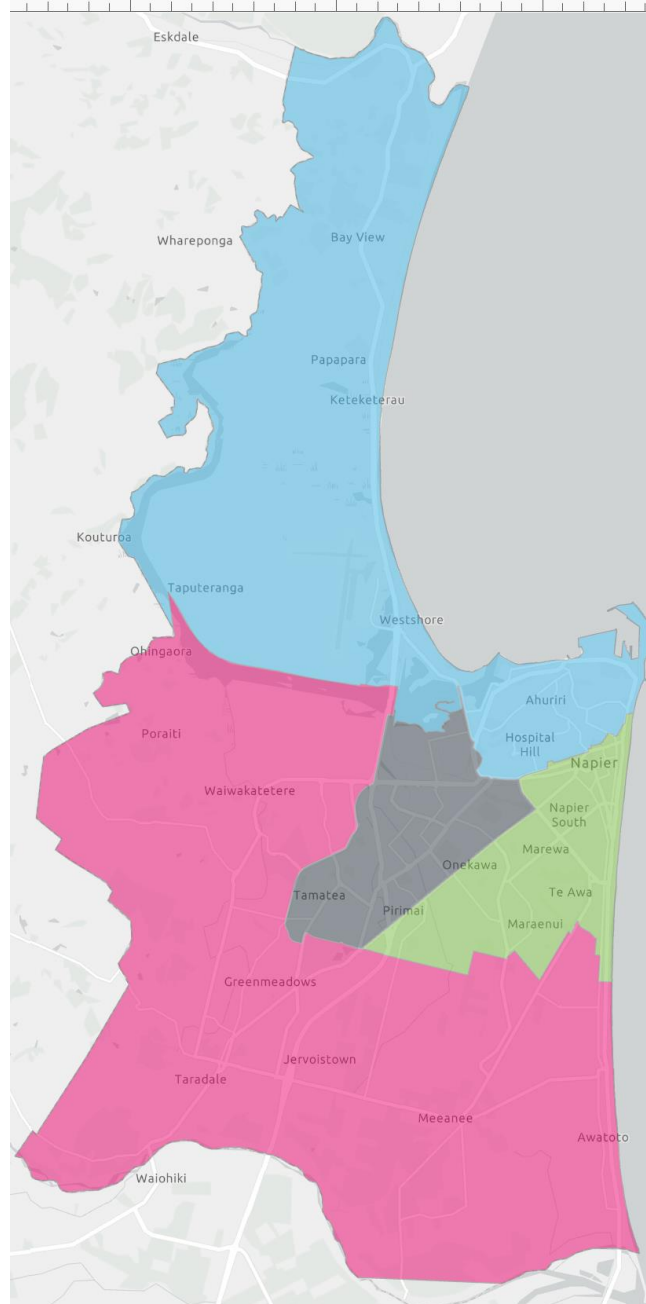 Eskdale
Bay View
Whareponga
Papapara
Keteketerau
Kouturoa
Taputeranga
Westshore
Ohingaora
Ahuriri
Poraiti
Hospital
Hill
Napier
Waiwakatetere
Napier
South
Marewa
Onekawa
Te Awa
Tamatea
Pirimai
Maraenui
Greenmeadows
Jervoistown
Taradale
Meeanee
Awatoto
Waiohiki